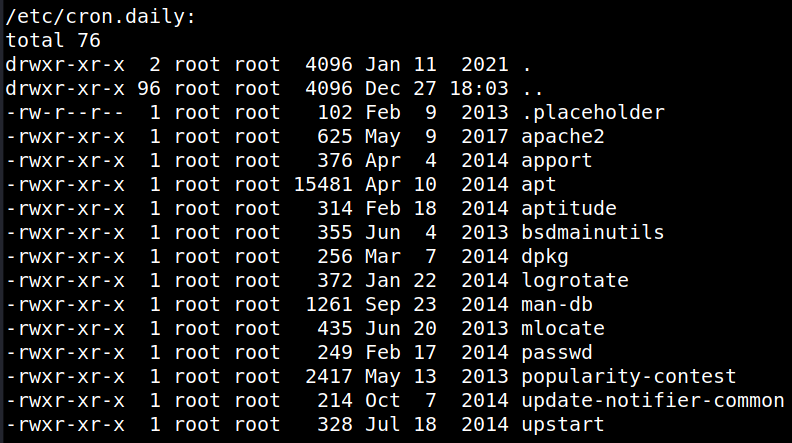 /etc/cron.daily:
total 76
drwxr-xr-x  2 root root  4096 Jan 11  2021 .
drwxr-xr-x 96 root root  4096 Dec 27 18:03 ..
-rw-r--r--  1 root root   102 Feb  9  2013 .placeholder
-rwxr-xr-x  1 root root   625 May  9  2017 apache2
-rwxr-xr-x  1 root root   376 Apr  4  2014 apport
-rwxr-xr-x  1 root root 15481 Apr 10  2014 apt
-rwxr-xr-x  1 root root   314 Feb 18  2014 aptitude
-rwxr-xr-x  1 root root   355 Jun  4  2013 bsdmainutils
-rwxr-xr-x  1 root root   256 Mar  7  2014 dpkg
-rwxr-xr-x  1 root root   372 Jan 22  2014 logrotate
-rwxr-xr-x  1 root root  1261 Sep 23  2014 man-db
-rwxr-xr-x  1 root root   435 Jun 20  2013 mlocate
-rwxr-xr-x  1 root root   249 Feb 17  2014 passwd
-rwxr-xr-x  1 root root  2417 May 13  2013 popularity-contest
-rwxr-xr-x  1 root root   214 Oct  7  2014 update-notifier-common
-rwxr-xr-x  1 root root   328 Jul 18  2014 upstart